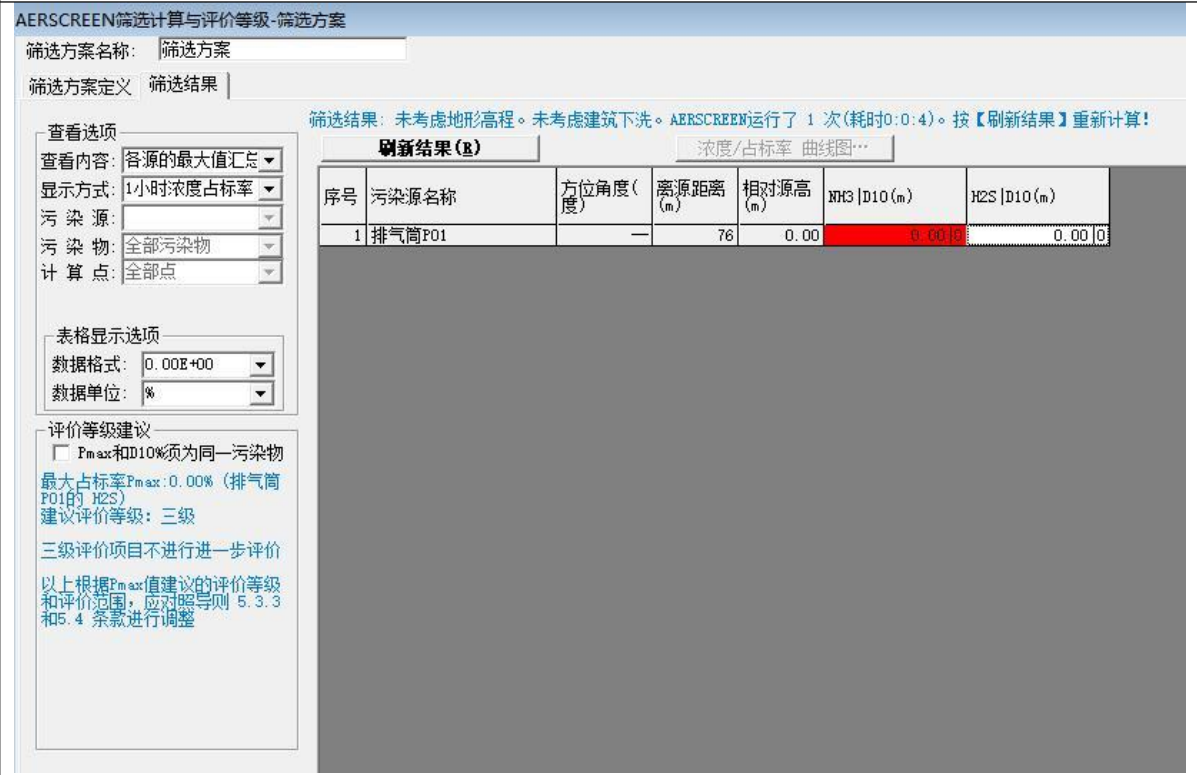 AERSCREEN筛选计算与评价等级-筛选方案
筛选方案名称: 筛选方案
筛选方案定义 筛选结果
筛选结果: 未考虑地形高程。未考虑建筑下洗。AERSCREEN运行了 1 次(耗时0:0:4)。按【刷新结果】重新计算!
刷新结果(R) 浓度/占标率 曲线图…
查看选项
查看内容: 各源的最大值汇总
显示方式: 1小时浓度占标率
污 染 源:
污 染 物: 全部污染物
计 算 点: 全部点
序号 污染源名称 方位角度(度) 离源距离(m) 相对源高(m) NH3|D10(m) H2S|D10(m)
1 排气筒P01 — 76 0.00 0.00|0 0.00|0
表格显示选项
数据格式: 0.00E+00
数据单位: %
评价等级建议
Pmax和D10%须为同一污染物
最大占标率Pmax:0.00% (排气筒
P01的 H2S)
建议评价等级: 三级
三级评价项目不进行进一步评价
以上根据Pmax值建议的评价等级
和评价范围,应对照导则 5.3.3
和5.4 条款进行调整